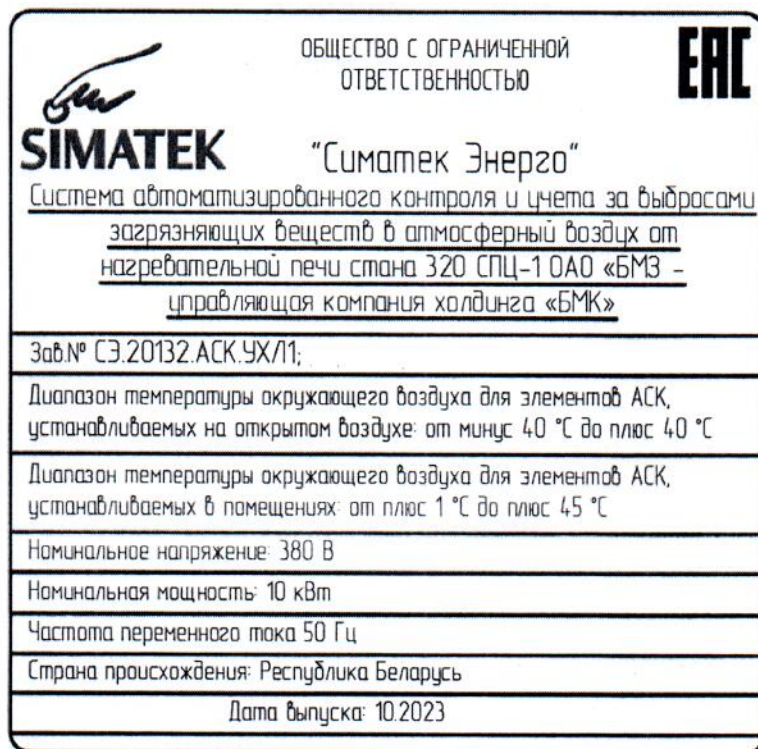 ОБЩЕСТВО С ОГРАНИЧЕННОЙ
ОТВЕТСТВЕННОСТЬЮ
EAC
SIMATEK
"Симатек Энерго"
Система автоматизированного контроля и учета за выбросами
загрязняющих веществ в атмосферный воздух от
нагревательной печи стана 320 СПЦ-1 ОАО «БМЗ -
управляющая компания холдинга «БМК»
Зав.№ СЭ.20132.АСК.УХЛ1;
Диапазон температуры окружающего воздуха для элементов АСК,
устанавливаемых на открытом воздухе: от минус 40 °С до плюс 40 °С
Диапазон температуры окружающего воздуха для элементов АСК,
устанавливаемых в помещениях: от плюс 1 °С до плюс 45 °С
Номинальное напряжение: 380 В
Номинальная мощность: 10 кВт
Частота переменного тока 50 Гц
Страна происхождения: Республика Беларусь
Дата выпуска: 10.2023